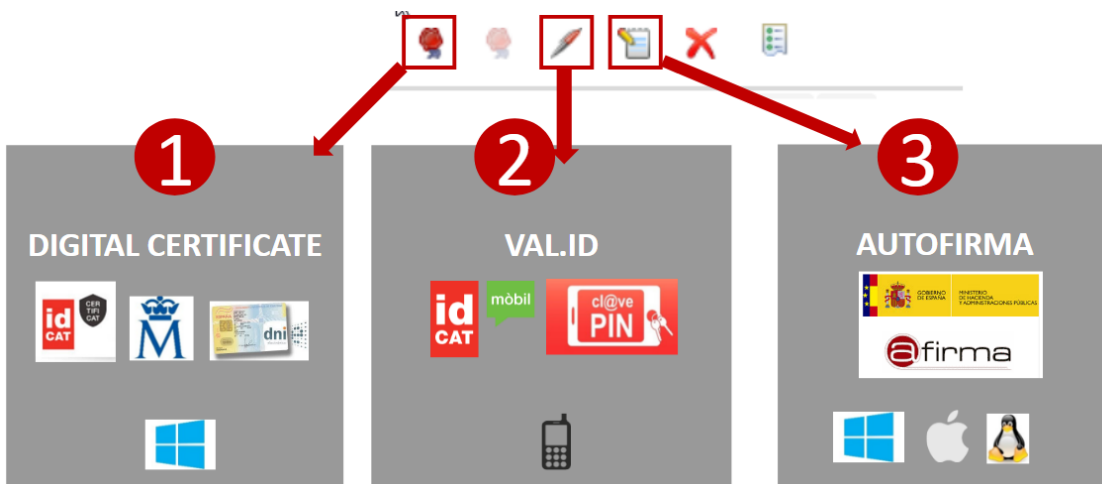 1
2
3
DIGITAL CERTIFICATE
VAL.ID
AUTOFIRMA
id
CAT
CER
TIFI
CAT
M
dni
id
CAT
mòbil
cl@ve
PIN
GOBIERNO
DE ESPAÑA
MINISTERIO
DE HACIENDA
Y ADMINISTRACIONES PÚBLICAS
@firma